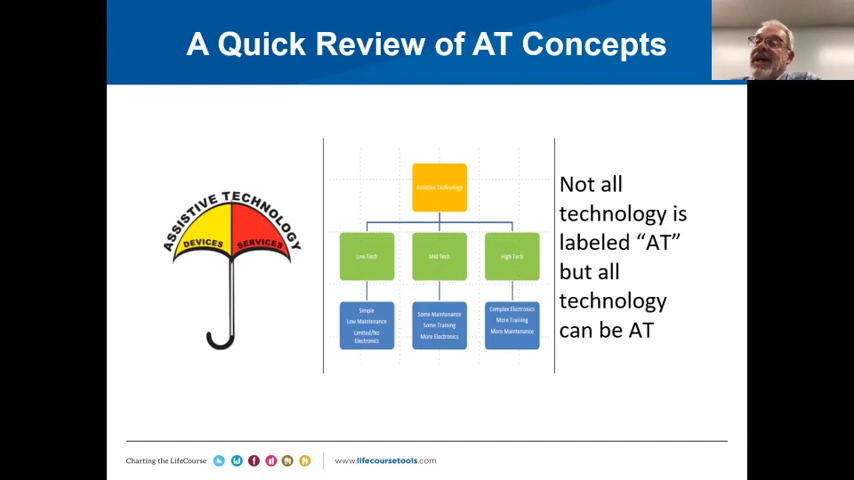 A Quick Review of AT Concepts
ASSISTIVE TECHNOLOGY
DEVICES
SERVICES
Assistive Technology
Low Tech
Mid Tech
High Tech
Simple
Low Maintenance
Limited/No
Electronics
Some Maintenance
Some Training
More Electronics
Complex Electronics
More Training
More Maintenance
Not all
technology is
labeled “AT”
but all
technology
can be AT
Charting the LifeCourse
www.lifecoursetools.com